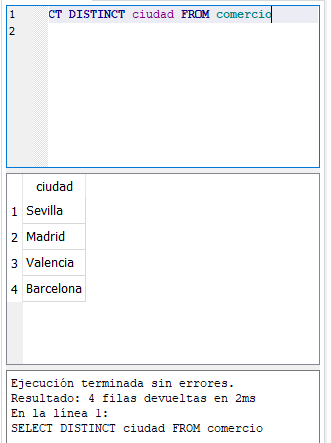 1 CT DISTINCT ciudad FROM comercio
2
ciudad
1 Sevilla
2 Madrid
3 Valencia
4 Barcelona
Ejecución terminada sin errores.
Resultado: 4 filas devueltas en 2ms
En la línea 1:
SELECT DISTINCT ciudad FROM comercio